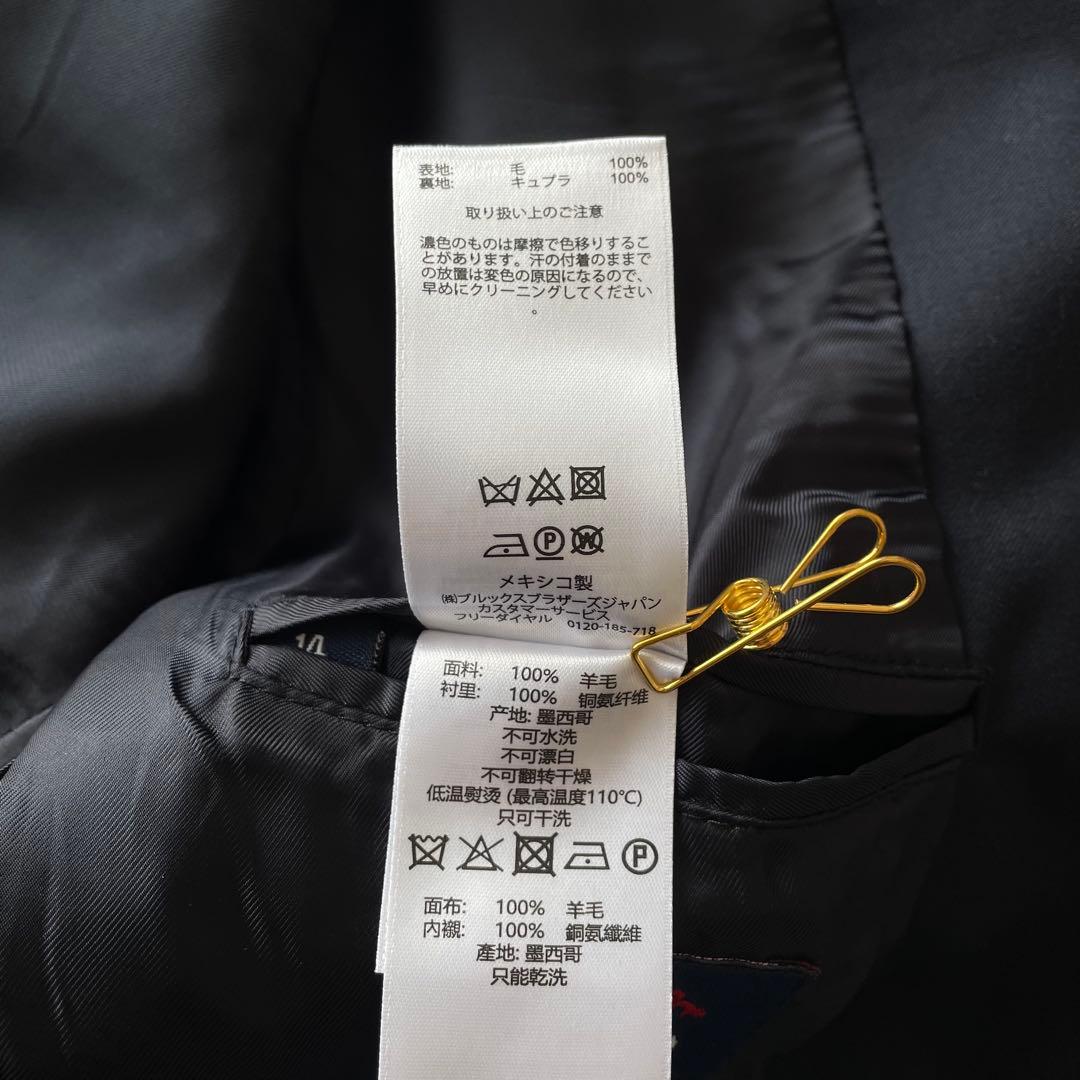 表地: 毛 100%
裏地: キュプラ 100%
取り扱い上のご注意
濃色のものは摩擦で色移りするこ
とがあります。汗の付着のままで
の放置は変色の原因になるので、
早めにクリーニングしてください
。
P W
メキシコ製
(株)ブルックスブラザーズジャパン
カスタマーサービス
フリーダイヤル 0120-185-718
面料: 100% 羊毛
衬里: 100% 铜氨纤维
产地: 墨西哥
不可水洗
不可漂白
不可翻转干燥
低温熨烫 (最高温度110℃)
只可干洗
P
面布: 100% 羊毛
內襯: 100% 銅氨纖維
產地: 墨西哥
只能乾洗